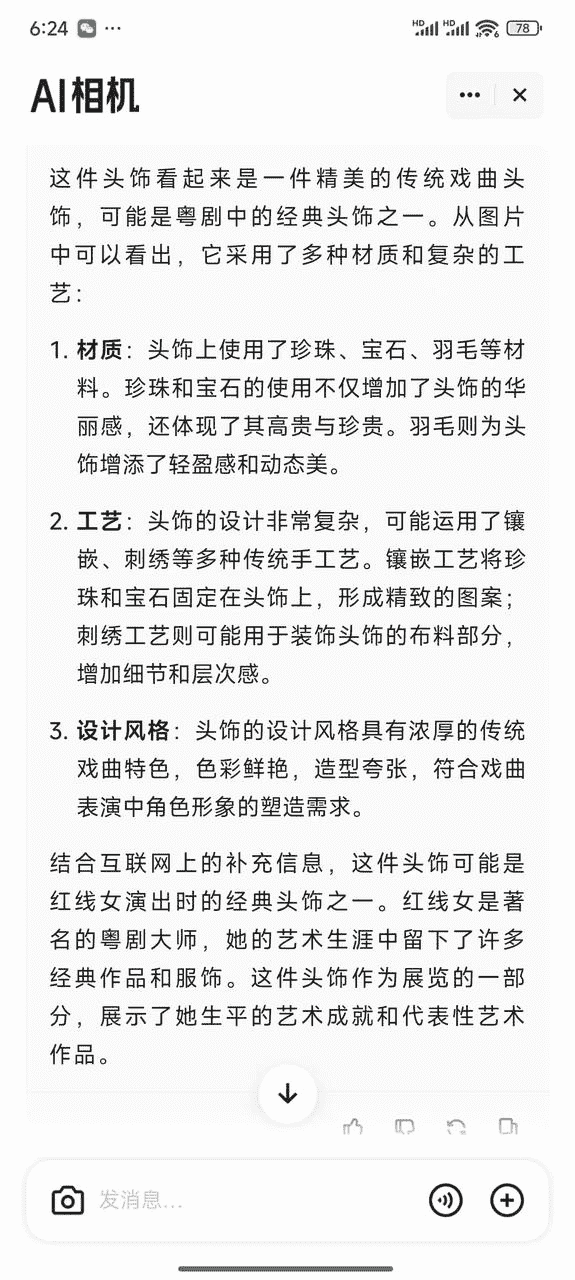 6:24 ... HD HD 6 78
AI相机
这件头饰看起来是一件精美的传统戏曲头
饰，可能是粤剧中的经典头饰之一。从图片
中可以看出，它采用了多种材质和复杂的工
艺：
1. 材质：头饰上使用了珍珠、宝石、羽毛等材
料。珍珠和宝石的使用不仅增加了头饰的华
丽感，还体现了其高贵与珍贵。羽毛则为头
饰增添了轻盈感和动态美。
2. 工艺：头饰的设计非常复杂，可能运用了镶
嵌、刺绣等多种传统手工艺。镶嵌工艺将珍
珠和宝石固定在头饰上，形成精致的图案；
刺绣工艺则可能用于装饰头饰的布料部分，
增加细节和层次感。
3. 设计风格：头饰的设计风格具有浓厚的传统
戏曲特色，色彩鲜艳，造型夸张，符合戏曲
表演中角色形象的塑造需求。
结合互联网上的补充信息，这件头饰可能是
红线女演出时的经典头饰之一。红线女是著
名的粤剧大师，她的艺术生涯中留下了许多
经典作品和服饰。这件头饰作为展览的一部
分，展示了她生平的艺术成就和代表性艺术
作品。
发消息...